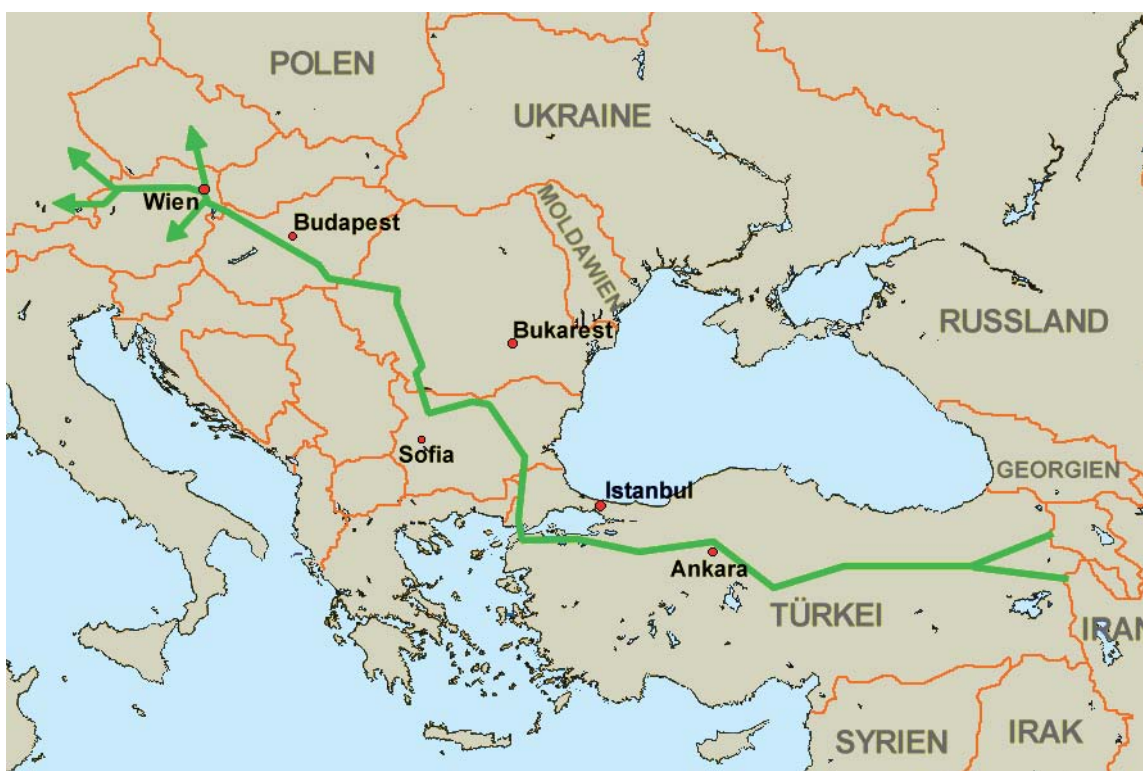 POLEN
UKRAINE
Wien
Budapest
MOLDAWIEN
Bukarest
RUSSLAND
Sofia
GEORGIEN
Istanbul
Ankara
TÜRKEI
IRAN
SYRIEN
IRAK